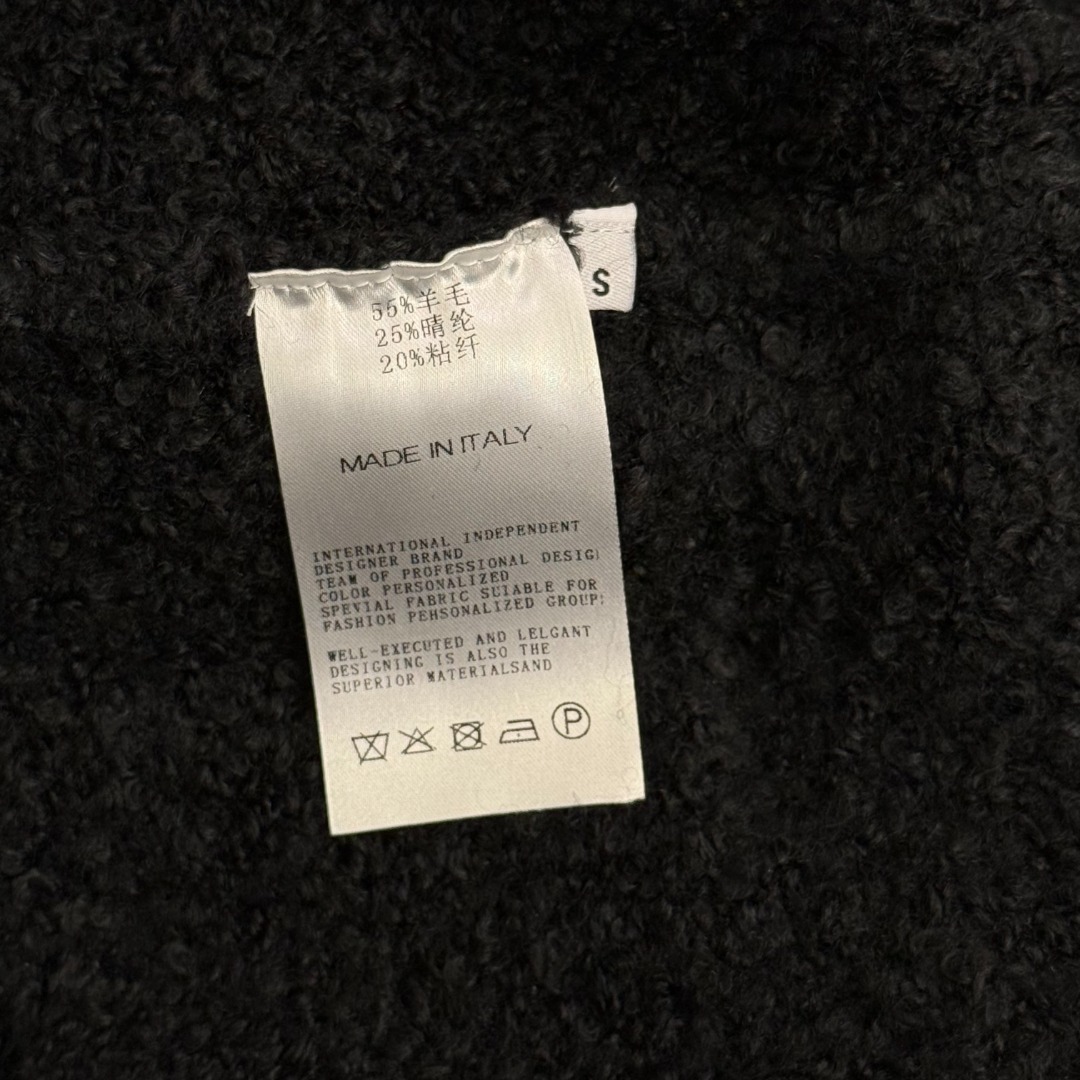 S
55%羊毛
25%晴纶
20%粘纤
MADE IN ITALY
INTERNATIONAL INDEPENDENT
DESIGNER BRAND
TEAM OF PROFESSIONAL DESIG
COLOR PERSONALIZED
SPEVIAL FABRIC SUIABLE FOR
FASHION PEHSONALIZED GROUP:
WELL-EXECUTED AND LELGANT
DESIGNING IS ALSO THE
SUPERIOR MATERIALSAND
P